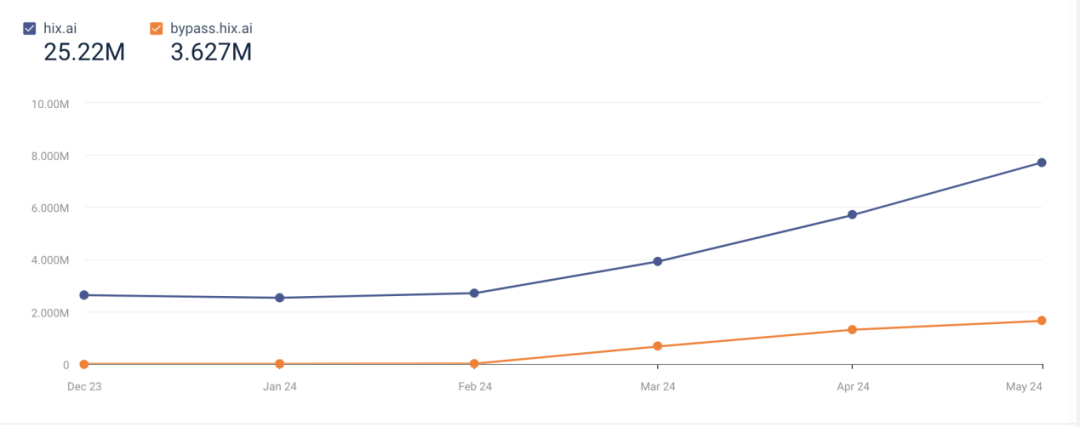 hix.ai bypass.hix.ai
25.22M 3.627M
10.00M
8.000M
6.000M
4.000M
2.000M
0
Dec 23 Jan 24 Feb 24 Mar 24 Apr 24 May 24